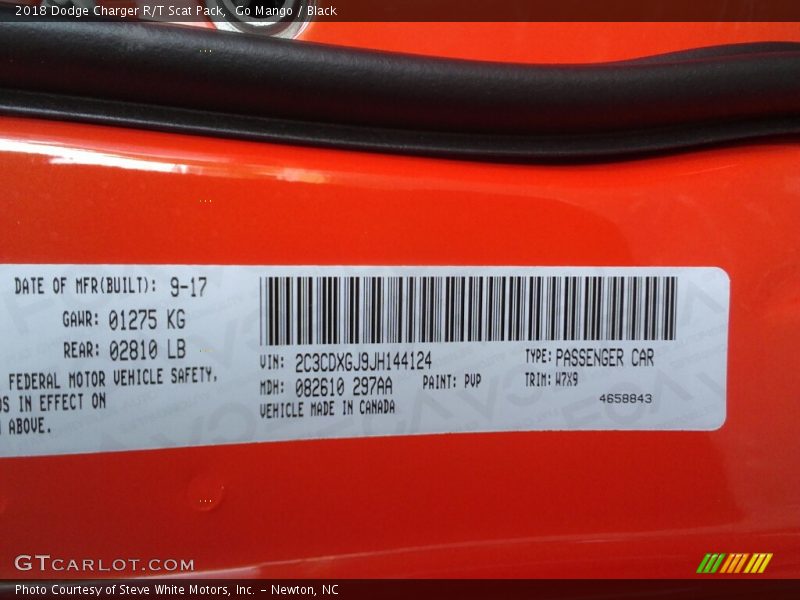 2018 Dodge Charger R/T Scat Pack, Go Mango / Black
DATE OF MFR(BUILT): 9-17
GAWR: 01275 KG
REAR: 02810 LB
FEDERAL MOTOR VEHICLE SAFETY,
IN EFFECT ON
ABOVE.
VIN: 2C3CDXGJ9JH144124
TYPE: PASSENGER CAR
MDH: 082610 297AA
PAINT: PVP
TRIM: W7X9
VEHICLE MADE IN CANADA
4658843
GTCARLOT.COM
Photo Courtesy of Steve White Motors, Inc. - Newton, NC